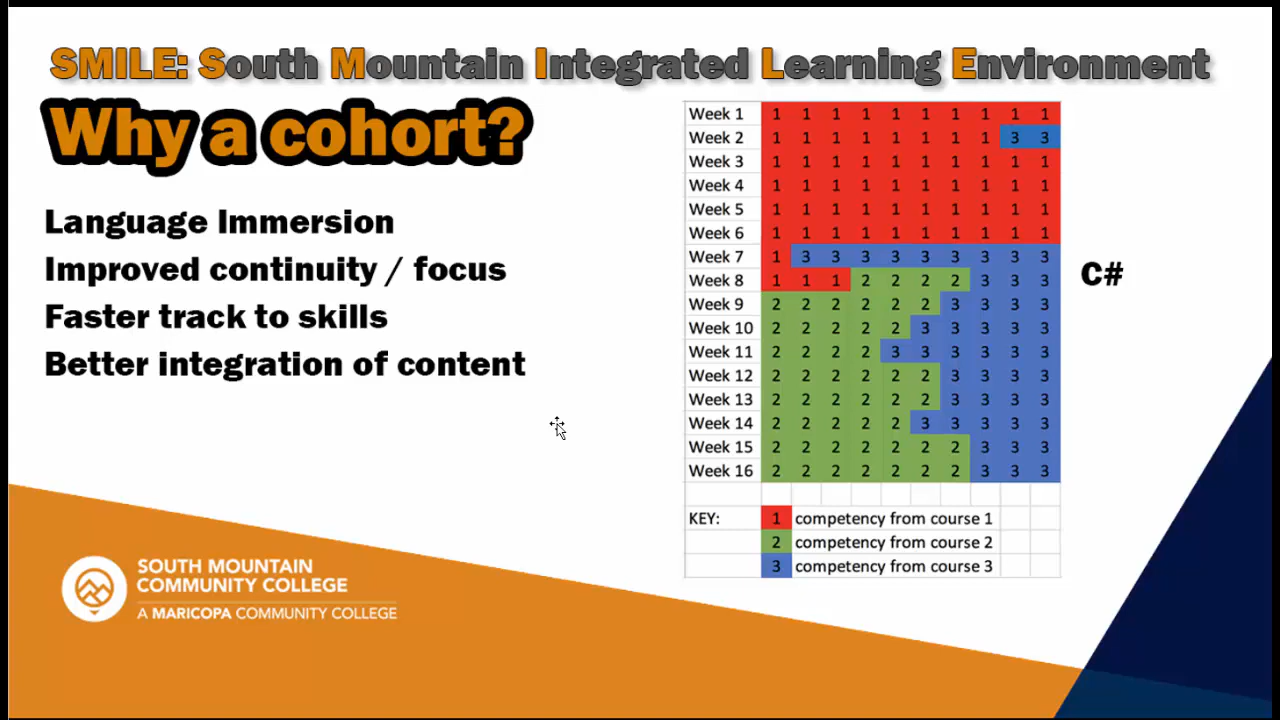 SMILE: South Mountain Integrated Learning Environment
Why a cohort?
Language Immersion
Improved continuity / focus
Faster track to skills
Better integration of content
Week 1 1 1 1 1 1 1 1 1 1 1
Week 2 1 1 1 1 1 1 1 1 3 3
Week 3 1 1 1 1 1 1 1 1 1 1
Week 4 1 1 1 1 1 1 1 1 1 1
Week 5 1 1 1 1 1 1 1 1 1 1
Week 6 1 1 1 1 1 1 1 1 1 1
Week 7 1 3 3 3 3 3 3 3 3 3
Week 8 1 1 1 2 2 2 2 3 3 3
Week 9 2 2 2 2 2 2 3 3 3 3
Week 10 2 2 2 2 2 3 3 3 3 3
Week 11 2 2 2 2 3 3 3 3 3 3
Week 12 2 2 2 2 2 2 3 3 3 3
Week 13 2 2 2 2 2 2 3 3 3 3
Week 14 2 2 2 2 2 3 3 3 3 3
Week 15 2 2 2 2 2 2 2 3 3 3
Week 16 2 2 2 2 2 2 2 3 3 3
KEY: 1 competency from course 1
2 competency from course 2
3 competency from course 3
C#
SOUTH MOUNTAIN
COMMUNITY COLLEGE
A MARICOPA COMMUNITY COLLEGE